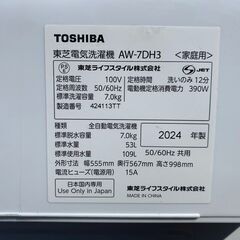 TOSHIBA
東芝電気洗濯機 AW-7DH3 <家庭用>
PS E
東芝ライフスタイル株式会社
JET
定格電圧 100V
定格周波数 50/60Hz
標準洗濯容量 7.0kg
製造番号 424113TT
定格洗濯時間 洗いのみ12分
電動機定格消費電力 390W
種類 全自動電気洗濯機
標準脱水容量 7.0kg
標準水量 53L
標準使用水量 109L
外形寸法 幅555mm 奥行567mm 高さ998mm
電流ヒューズ(電源) 15A
2024 年製
50/60Hz 共用
日本国内専用
Use Only in Japan
東芝ライフスタイル株式会社
MADE IN CHINA